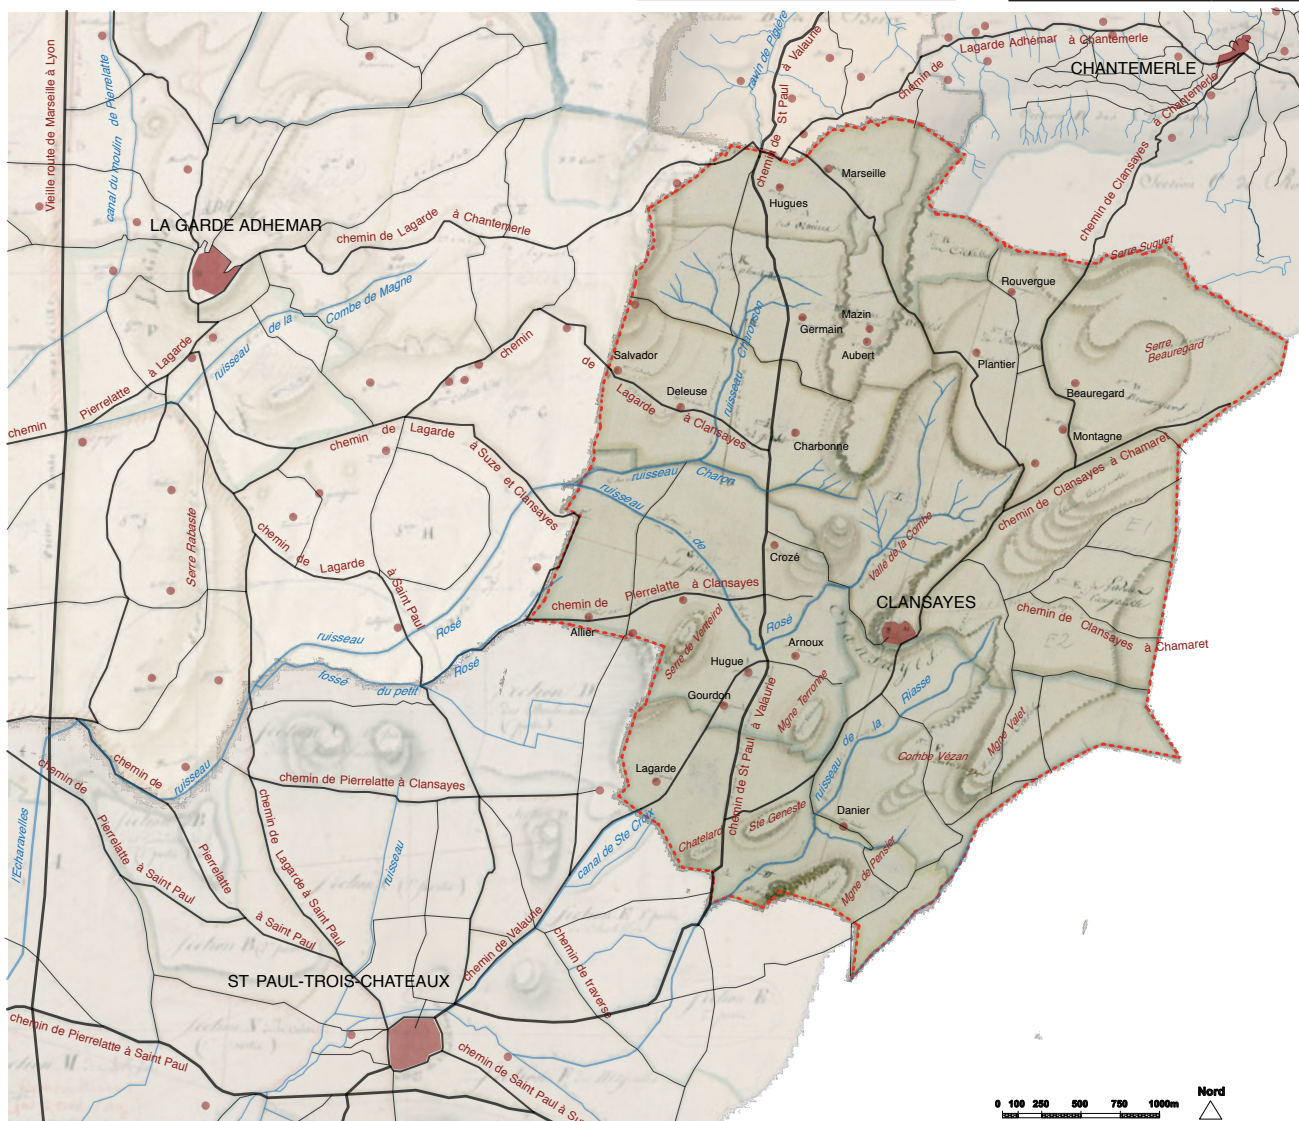 chemin de Lagarde Adhémar à Chantemerle
CHANTEMERLE
Vieille route de Marseille à Lyon
canal du moulin de Pierrelatte
ravin de Pigière
chemin de St Paul à Valaurie
chemin de Clansayes à Chantemerle
Marseille
Hugues
LA GARDE ADHEMAR
chemin de Lagarde à Chantemerle
Serre Suquet
Rouvergue
ruisseau de la Combe de Magne
ruisseau Charonson
Germain
Mazin
Aubert
Serre Beauregard
chemin Pierrelatte à Lagarde
chemin de Lagarde à Clansayes
Salvador
Plantier
Deleuse
Beauregard
Montagne
chemin de Lagarde à Suze et Clansayes
Charbonne
ruisseau Charon
chemin de Clansayes à Chamaret
ruisseau de Rosé
Serre Rabaste
chemin de Lagarde à Saint Paul
Crozé
Vallé de la Combe
chemin de Pierrelatte à Clansayes
CLANSAYES
chemin de Clansayes à Chamaret
Allier
ruisseau Rosé
Serre de Venteirol
Arnoux
Clansayes
Hugue
fossé du petit Rosé
Gourdon
Mgne Terronne
ruisseau de la Riasse
Mgne Valet
Combe Vézan
chemin de St Paul à Valaurie
Lagarde
chemin de Pierrelatte à Clansayes
chemin de Pierrelatte à Saint Paul
chemin de Pierrelatte à Saint Paul
ruisseau
l'Echaravelles
chemin de Lagarde à Saint Paul
ruisseau
canal de Ste Croix
Chatelard
Ste Geneste
Danier
Mgne de Pensier
chemin de Valaurie
chemin de traverse
ST PAUL-TROIS-CHATEAUX
chemin de Pierrelatte à Saint Paul
chemin de Saint Paul à Su
Nord
0 100 250 500 750 1000m